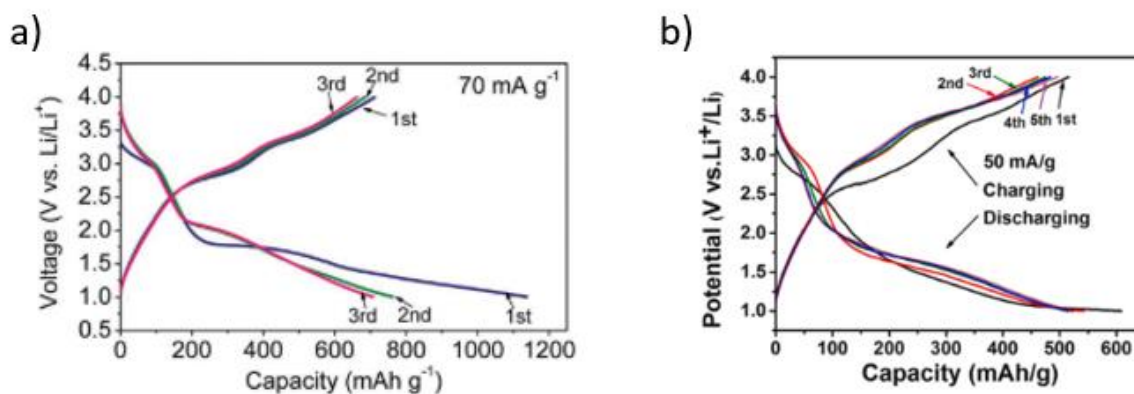 a)
70 mA g⁻¹
3rd
2nd
1st
3rd
2nd
1st
4.5
4.0
3.5
3.0
2.5
2.0
1.5
1.0
0.5
Voltage (V vs. Li/Li⁺)
0 200 400 600 800 1000 1200
Capacity (mAh g⁻¹)
b)
3rd
2nd
4th
5th
1st
50 mA/g
Charging
Discharging
4.0
3.5
3.0
2.5
2.0
1.5
1.0
Potential (V vs.Li⁺/Li)
0 100 200 300 400 500 600
Capacity (mAh/g)